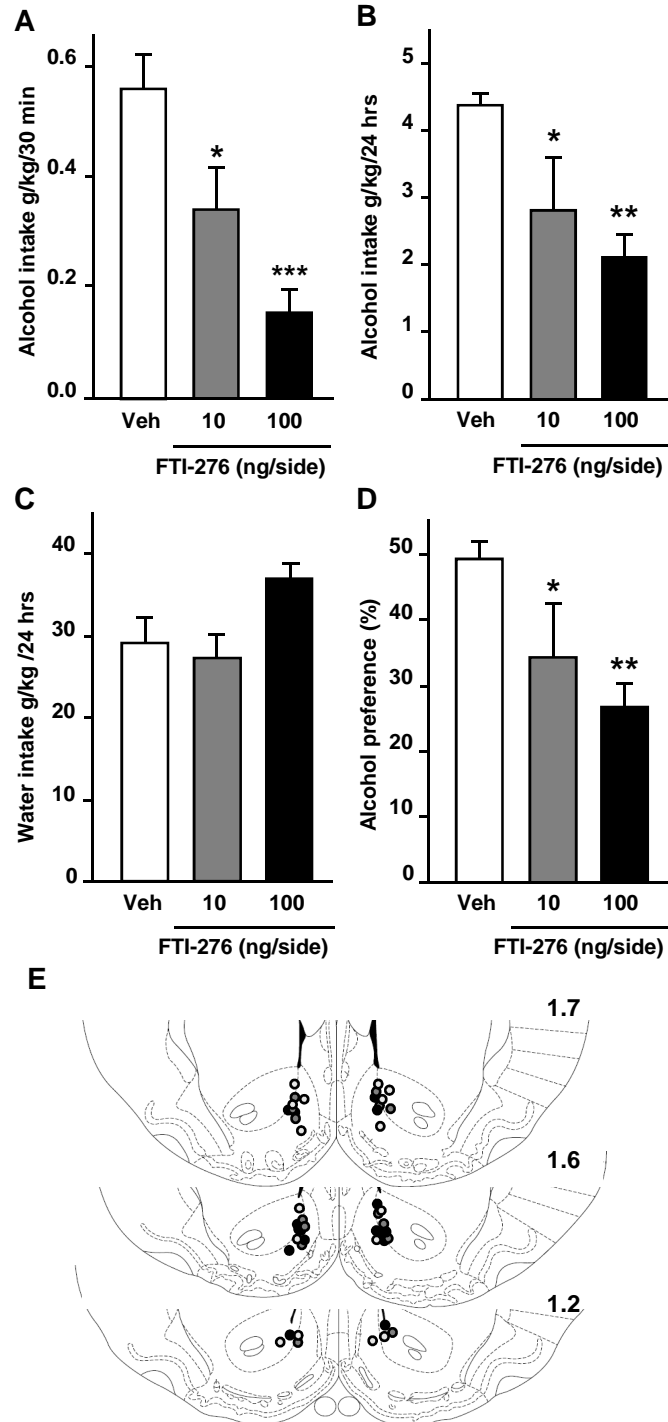 A
Alcohol intake g/kg/30 min
0.6
0.4
0.2
0.0
*
***
Veh
10
100
FTI-276 (ng/side)
B
Alcohol intake g/kg/24 hrs
5
4
3
2
1
0
*
**
Veh
10
100
FTI-276 (ng/side)
C
Water intake g/kg /24 hrs
40
30
20
10
0
Veh
10
100
FTI-276 (ng/side)
D
Alcohol preference (%)
50
40
30
20
10
0
*
**
Veh
10
100
FTI-276 (ng/side)
E
1.7
1.6
1.2